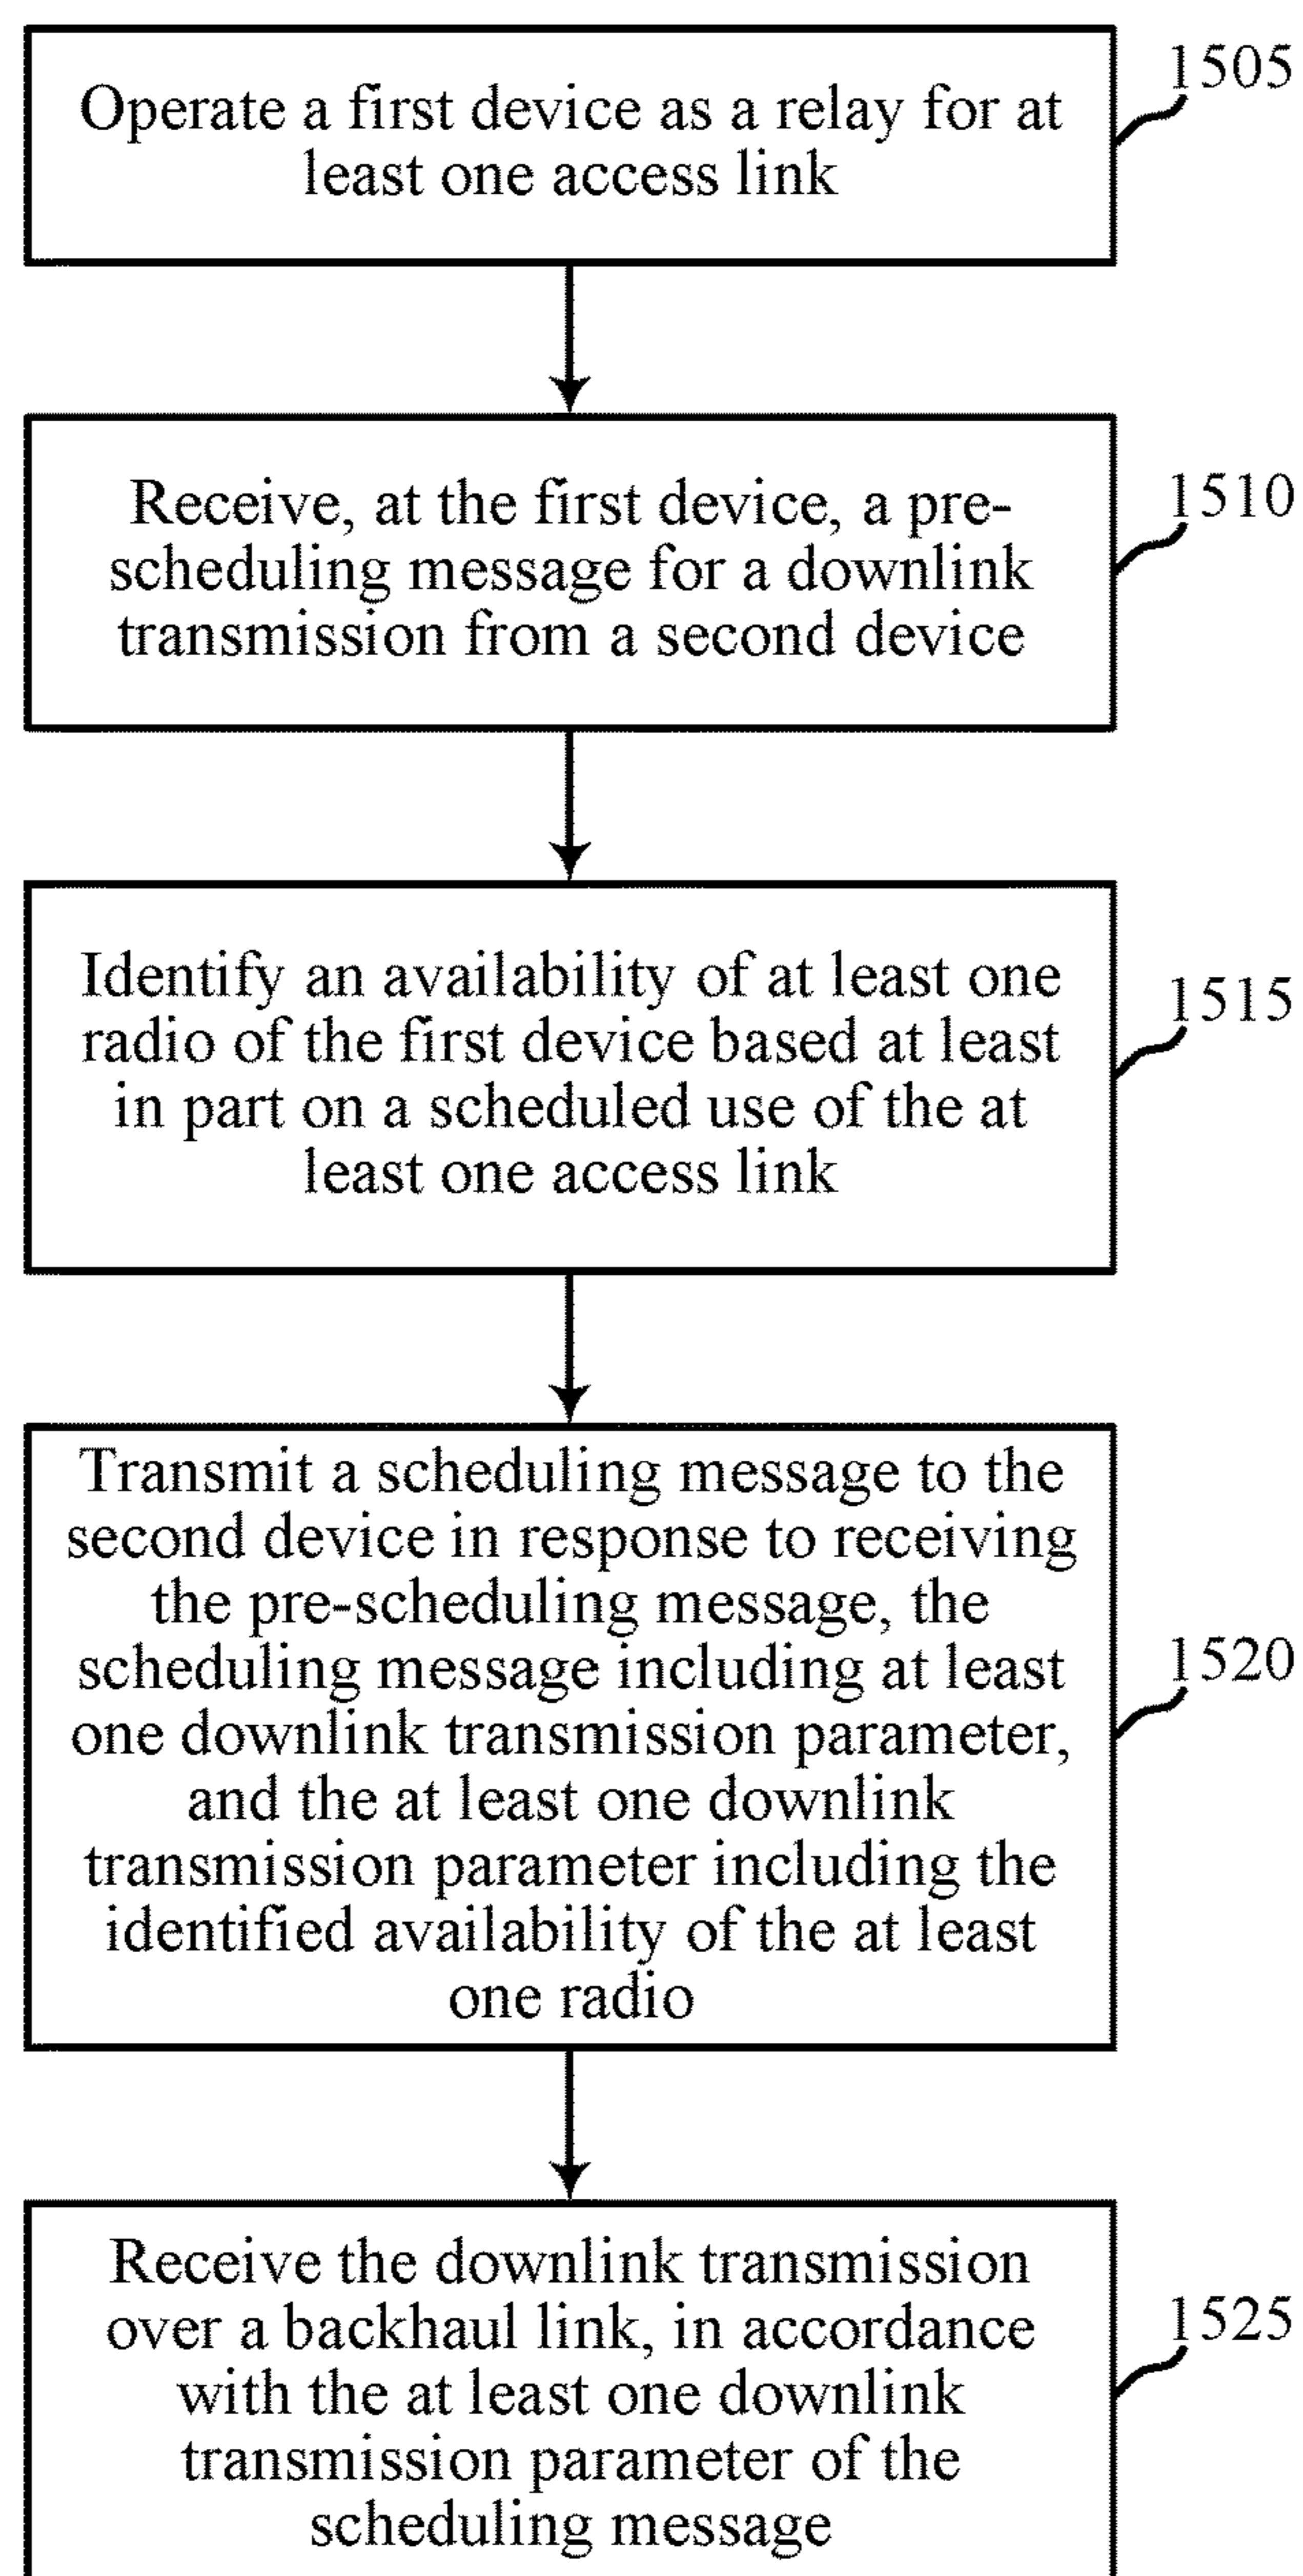 Operate a first device as a relay for at
least one access link
1505
Receive, at the first device, a pre-
scheduling message for a downlink
transmission from a second device
1510
Identify an availability of at least one
radio of the first device based at least
in part on a scheduled use of the at
least one access link
1515
Transmit a scheduling message to the
second device in response to receiving
the pre-scheduling message, the
scheduling message including at least
one downlink transmission parameter,
and the at least one downlink
transmission parameter including the
identified availability of the at least
one radio
1520
Receive the downlink transmission
over a backhaul link, in accordance
with the at least one downlink
transmission parameter of the
scheduling message
1525